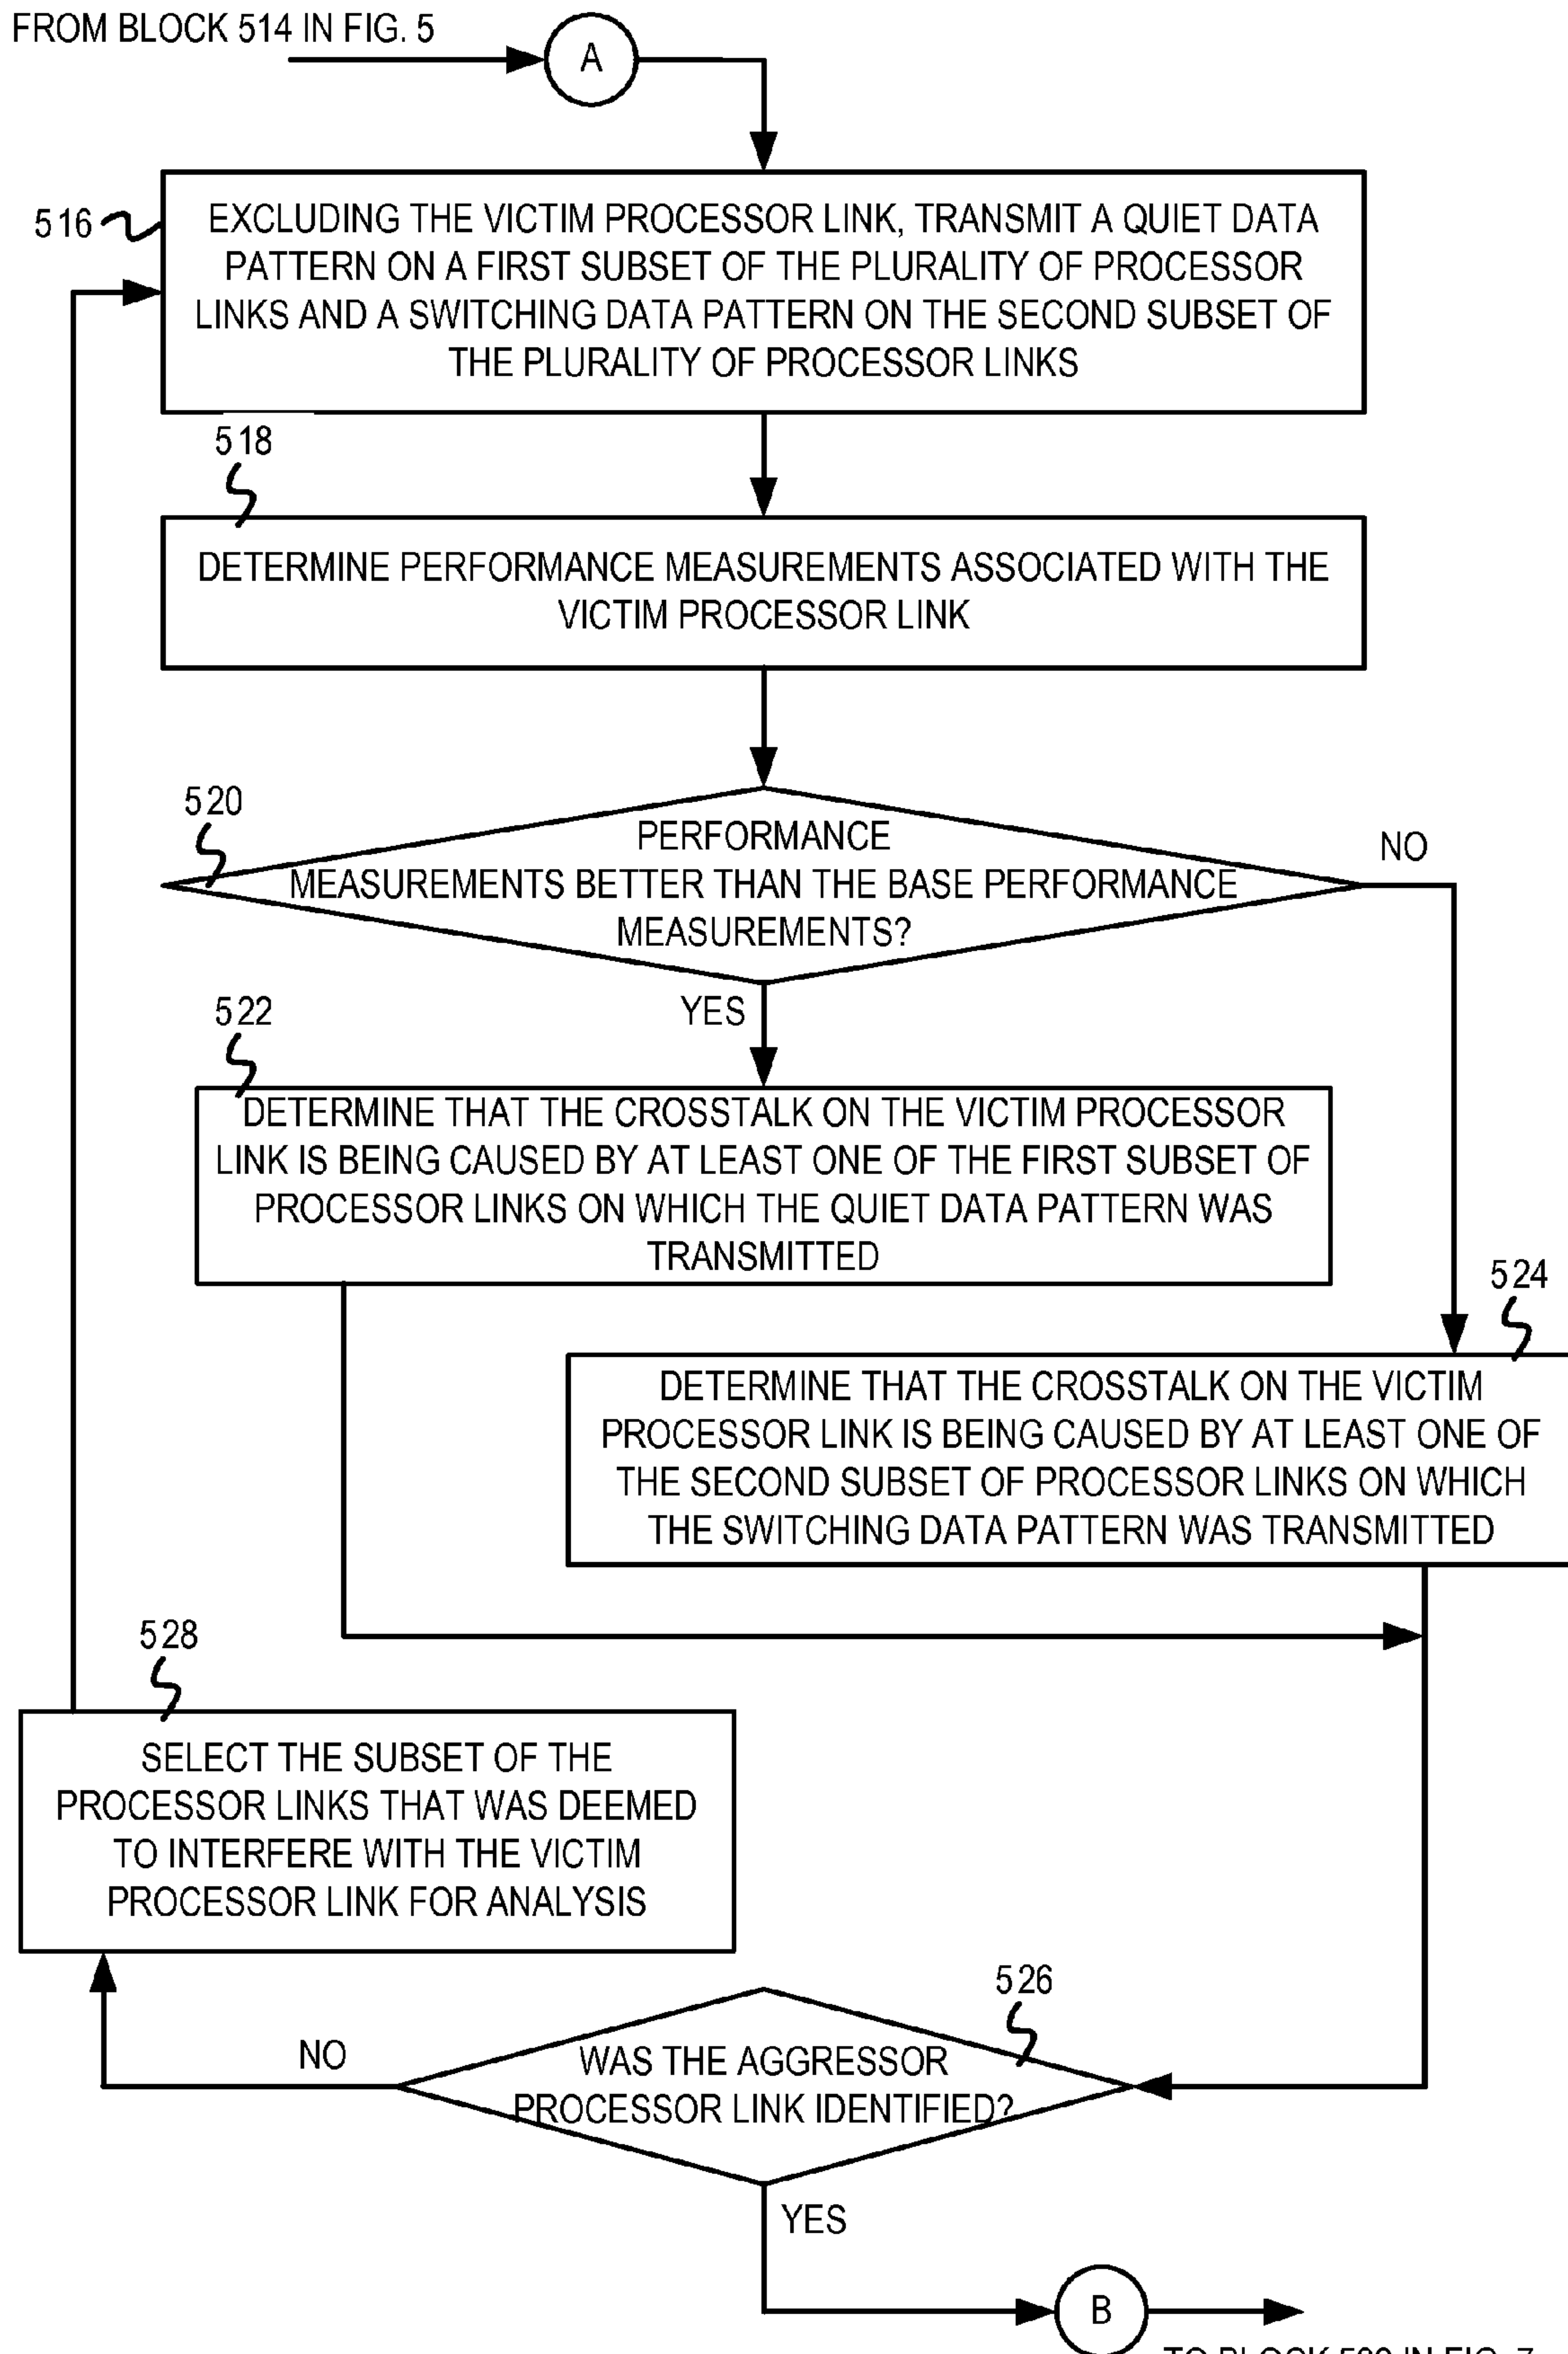 FROM BLOCK 514 IN FIG. 5
A
516
EXCLUDING THE VICTIM PROCESSOR LINK, TRANSMIT A QUIET DATA
PATTERN ON A FIRST SUBSET OF THE PLURALITY OF PROCESSOR
LINKS AND A SWITCHING DATA PATTERN ON THE SECOND SUBSET OF
THE PLURALITY OF PROCESSOR LINKS
518
DETERMINE PERFORMANCE MEASUREMENTS ASSOCIATED WITH THE
VICTIM PROCESSOR LINK
520
PERFORMANCE
MEASUREMENTS BETTER THAN THE BASE PERFORMANCE
MEASUREMENTS?
NO
YES
522
DETERMINE THAT THE CROSSTALK ON THE VICTIM PROCESSOR
LINK IS BEING CAUSED BY AT LEAST ONE OF THE FIRST SUBSET OF
PROCESSOR LINKS ON WHICH THE QUIET DATA PATTERN WAS
TRANSMITTED
524
DETERMINE THAT THE CROSSTALK ON THE VICTIM
PROCESSOR LINK IS BEING CAUSED BY AT LEAST ONE OF
THE SECOND SUBSET OF PROCESSOR LINKS ON WHICH
THE SWITCHING DATA PATTERN WAS TRANSMITTED
528
SELECT THE SUBSET OF THE
PROCESSOR LINKS THAT WAS DEEMED
TO INTERFERE WITH THE VICTIM
PROCESSOR LINK FOR ANALYSIS
526
WAS THE AGGRESSOR
PROCESSOR LINK IDENTIFIED?
NO
YES
B
TO BLOCK IN FIG.